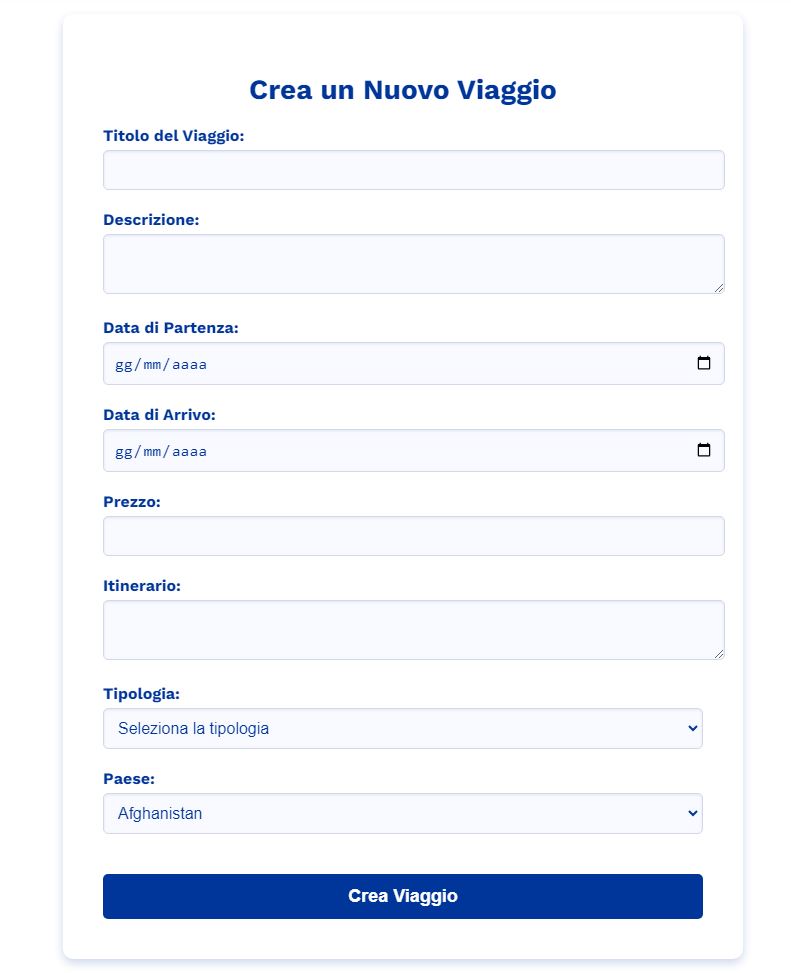 Crea un Nuovo Viaggio
Titolo del Viaggio:
Descrizione:
Data di Partenza:
gg/mm/aaaa
Data di Arrivo:
gg/mm/aaaa
Prezzo:
Itinerario:
Tipologia:
Seleziona la tipologia
Paese:
Afghanistan
Crea Viaggio